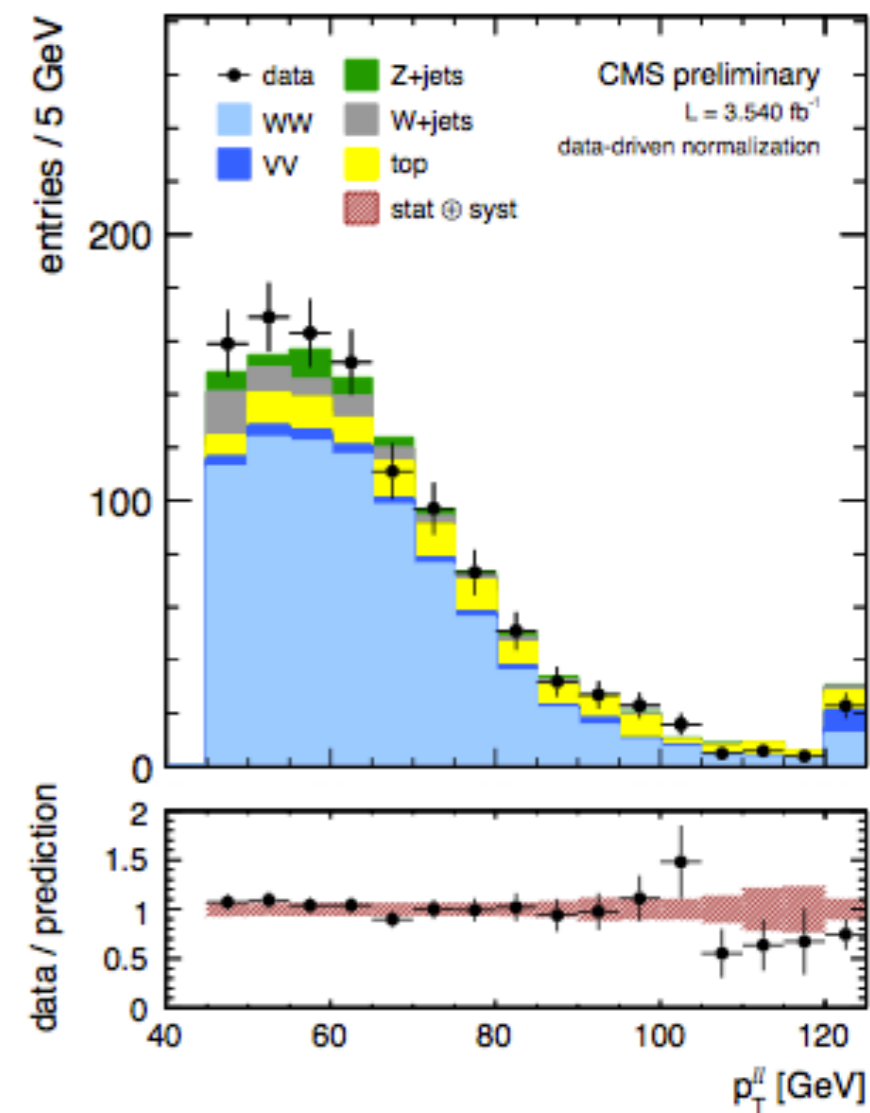 entries / 5 GeV
200
100
0
data
WW
VV
Z+jets
W+jets
top
stat ⊕ syst
CMS preliminary
L = 3.540 fb⁻¹
data-driven normalization
data / prediction
2
1.5
1
0.5
0
40 60 80 100 120
p_T^ll [GeV]